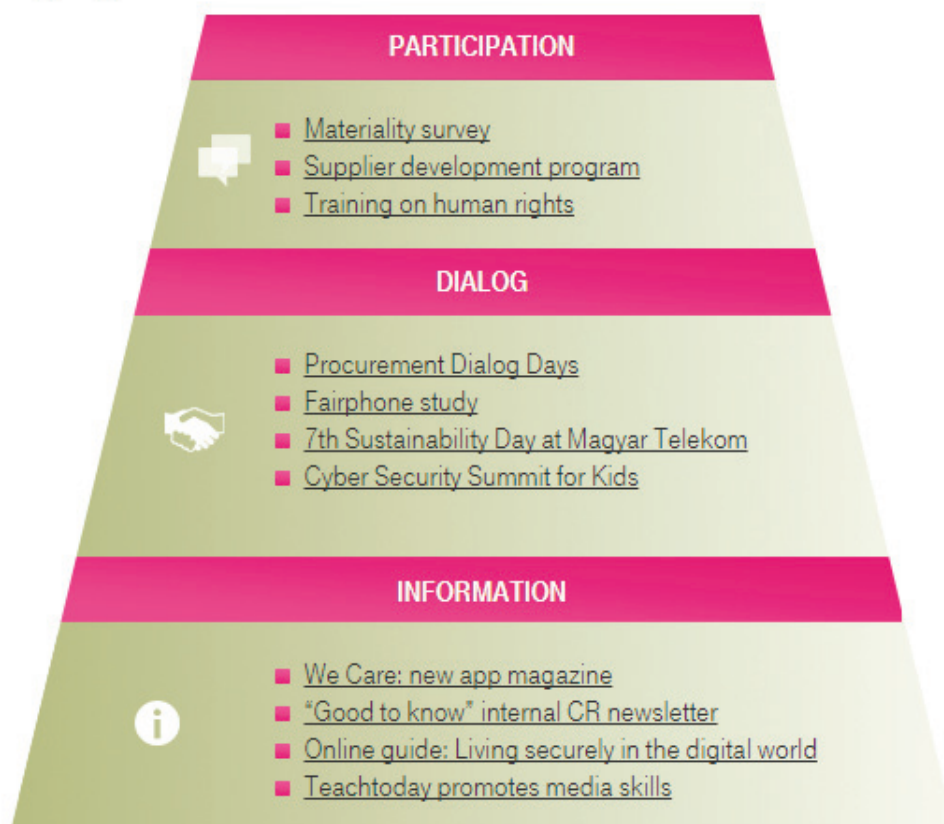 PARTICIPATION
Materiality survey
Supplier development program
Training on human rights
DIALOG
Procurement Dialog Days
Fairphone study
7th Sustainability Day at Magyar Telekom
Cyber Security Summit for Kids
INFORMATION
We Care: new app magazine
“Good to know” internal CR newsletter
Online guide: Living securely in the digital world
Teachtoday promotes media skills